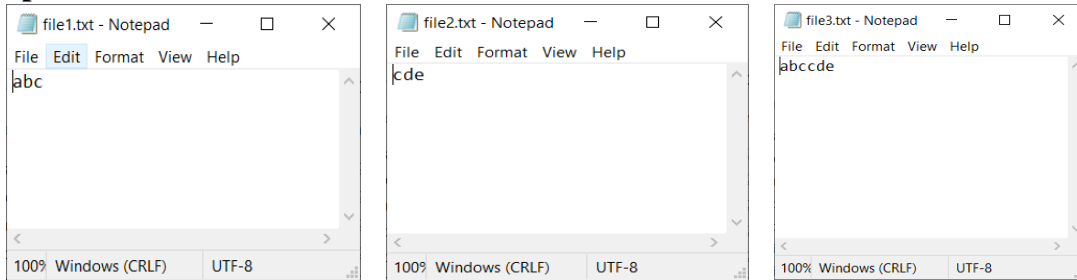 file1.txt - Notepad
File Edit Format View Help
abc
100% Windows (CRLF) UTF-8
file2.txt - Notepad
File Edit Format View Help
cde
100% Windows (CRLF) UTF-8
file3.txt - Notepad
File Edit Format View Help
abccde
100% Windows (CRLF) UTF-8